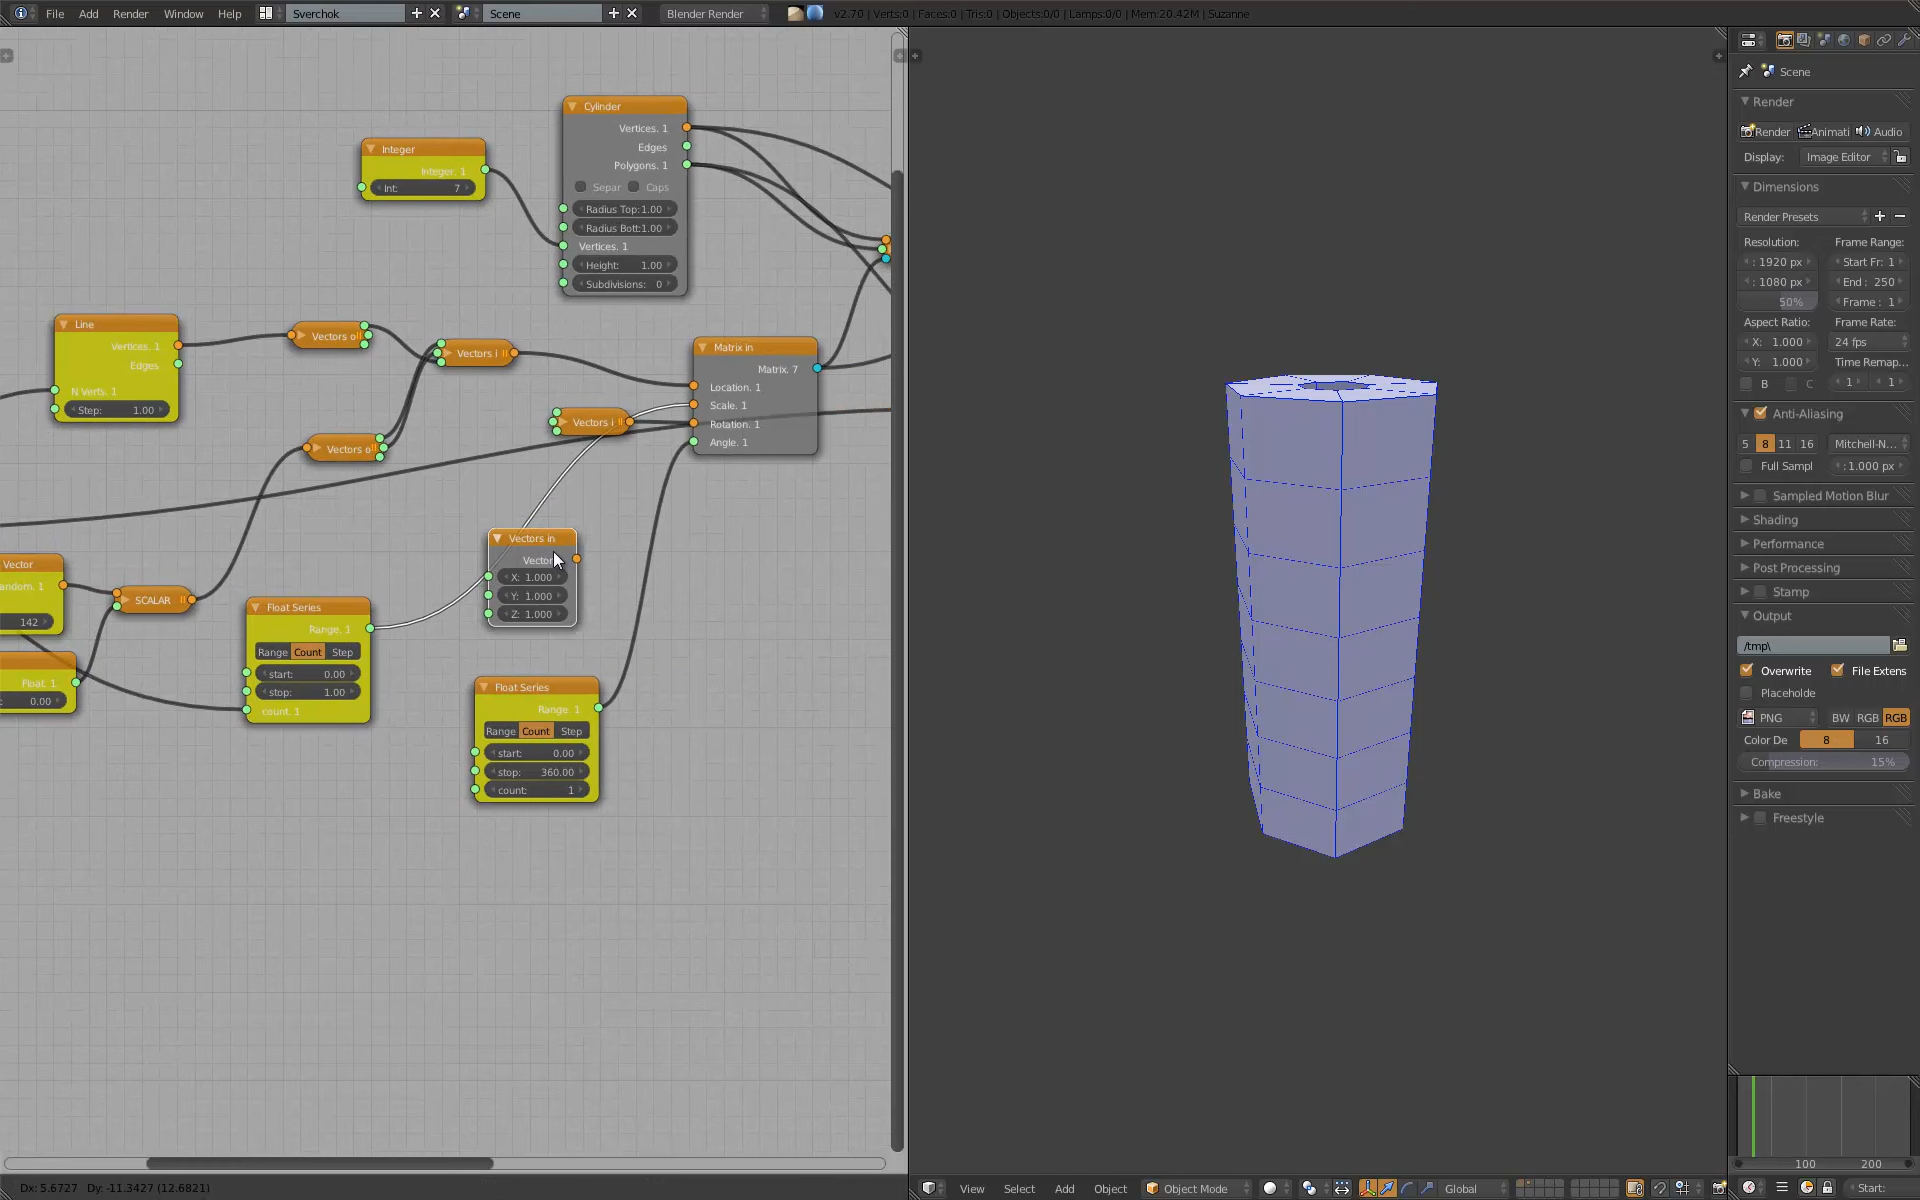 File Add Render Window Help Sverchok Scene Blender Render v2.70 | Verts:0 | Faces:0 | Tris:0 | Objects:0/0 | Lamps:0/0 | Mem:20.42M | Suzanne
Cylinder
Vertices. 1
Edges
Polygons. 1
Separ Caps
Radius Top:1.00
Radius Bott:1.00
Vertices. 1
Height: 1.00
Subdivisions: 0
Integer
Integer. 1
Int: 7
Line
Vertices. 1
Edges
N Verts. 1
Step: 1.00
Vectors o
Vectors i
Vectors o
Vectors i
Matrix in
Matrix. 7
Location. 1
Scale. 1
Rotation. 1
Angle. 1
Vectors in
Vector
X: 1.000
Y: 1.000
Z: 1.000
Vector
andom. 1
142
Float. 1
0.00
SCALAR
Float Series
Range. 1
Range Count Step
start: 0.00
stop: 1.00
count. 1
Float Series
Range. 1
Range Count Step
start: 0.00
stop: 360.00
count: 1
Dx: 5.6727 Dy: -11.3427 (12.6821)
View Select Add Object Object Mode Global
Scene
Render
Render Animati Audio
Display: Image Editor
Dimensions
Render Presets
Resolution: Frame Range:
: 1920 px Start Fr: 1
: 1080 px End : 250
50% Frame : 1
Aspect Ratio: Frame Rate:
X: 1.000 24 fps
Y: 1.000 Time Remap...
B C 1 1
Anti-Aliasing
5 8 11 16 Mitchell-N...
Full Sampl : 1.000 px
Sampled Motion Blur
Shading
Performance
Post Processing
Stamp
Output
/tmp\
Overwrite File Extens
Placeholde
PNG BW RGB RGB
Color De 8 16
Compression: 15%
Bake
Freestyle
100 200
Start: